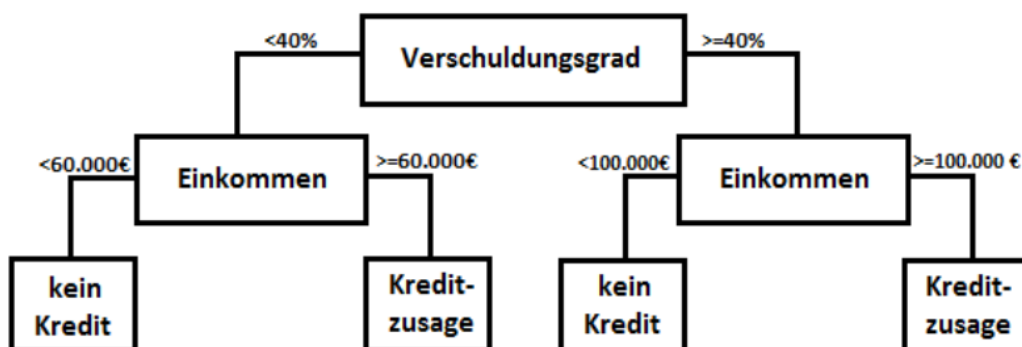 <40%
Verschuldungsgrad
>=40%
<60.000€
Einkommen
>=60.000€
<100.000€
Einkommen
>=100.000 €
kein
Kredit
Kredit-
zusage
kein
Kredit
Kredit-
zusage